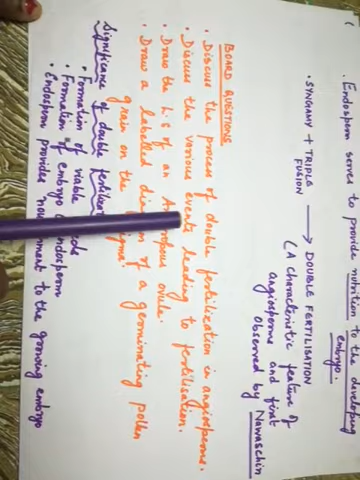 . Endosperm serves to provide nutrition to the developing
embryo.
. SYNGAMY + TRIPLE FUSION → DOUBLE FERTILISATION
(A characteristic feature of
angiosperms and first
observed by Nawaschin
BOARD QUESTIONS
• Discuss the process of double fertilization in angiosperms.
• Discuss the various events leading to fertilisation.
• Draw the L.S of an Anatropous ovule.
• Draw a labelled diagram of a germinating pollen
grain on the stigma.
Significance of double fertilization
• Formation of viable seeds
• Formation of embryo & endosperm
• Endosperm provides nourishment to the growing embryo